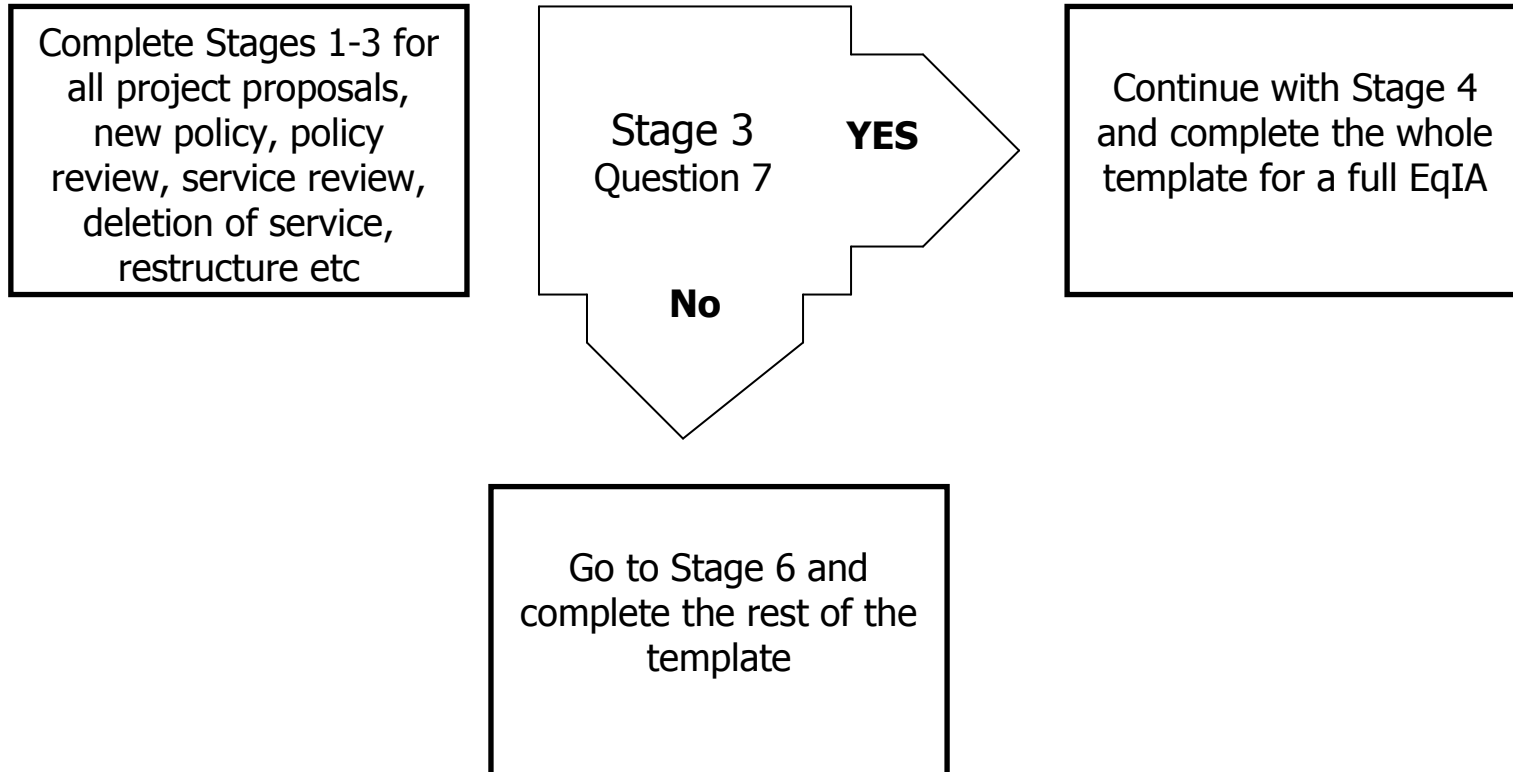 Complete Stages 1-3 for
all project proposals,
new policy, policy
review, service review,
deletion of service,
restructure etc
Stage 3
Question 7
YES
No
Continue with Stage 4
and complete the whole
template for a full EqIA
Go to Stage 6 and
complete the rest of the
template